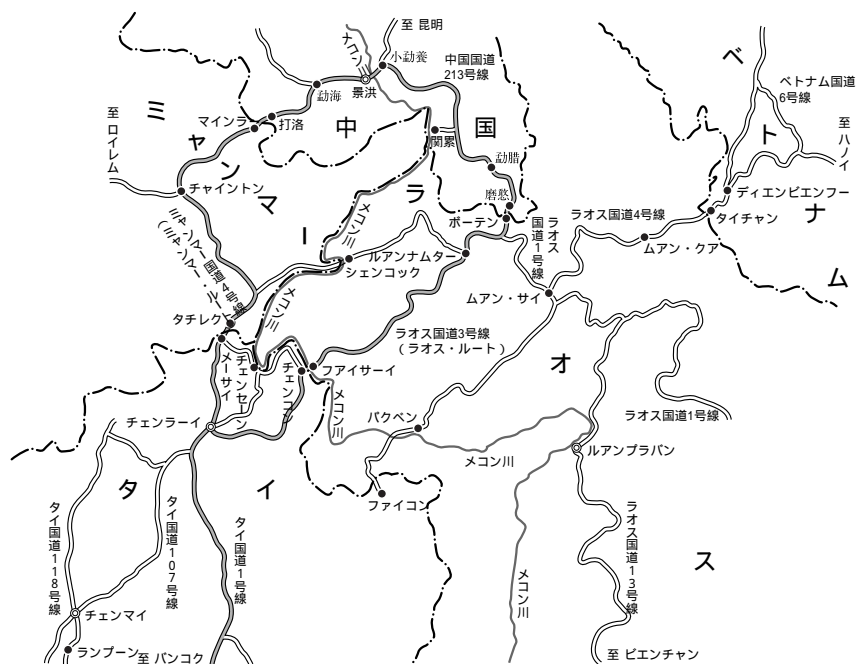 至 昆明
メコン川
小勐養
中国国道
213号線
ベトナム
ベトナム国道
6号線
至 ハノイ
ミャンマー
至 ロイレム
マインラ
打洛
勐海
景洪
中国
関累
勐腊
磨憨
ボーテン
チャイントン
ミャンマー国道4号線
(ミャンマー・ルート)
メコン川
ラオス
ルアンナムター
シェンコック
ラオス
国道1号線
ラオス国道4号線
ムアン・クア
ディエンビエンフー
タイチャン
ムアン・サイ
タチレクト
メーサイ
チェンセーン
メコン川
チェンコン
フアイサーイ
ラオス国道3号線
(ラオス・ルート)
チェンラーイ
メコン川
パクベン
メコン川
ラオス国道1号線
ルアンプラバン
ファイコン
タイ
タイ国道118号線
タイ国道107号線
タイ国道1号線
メコン川
ラオス国道13号線
チェンマイ
ランプーン
至 バンコク
至 ビエンチャン